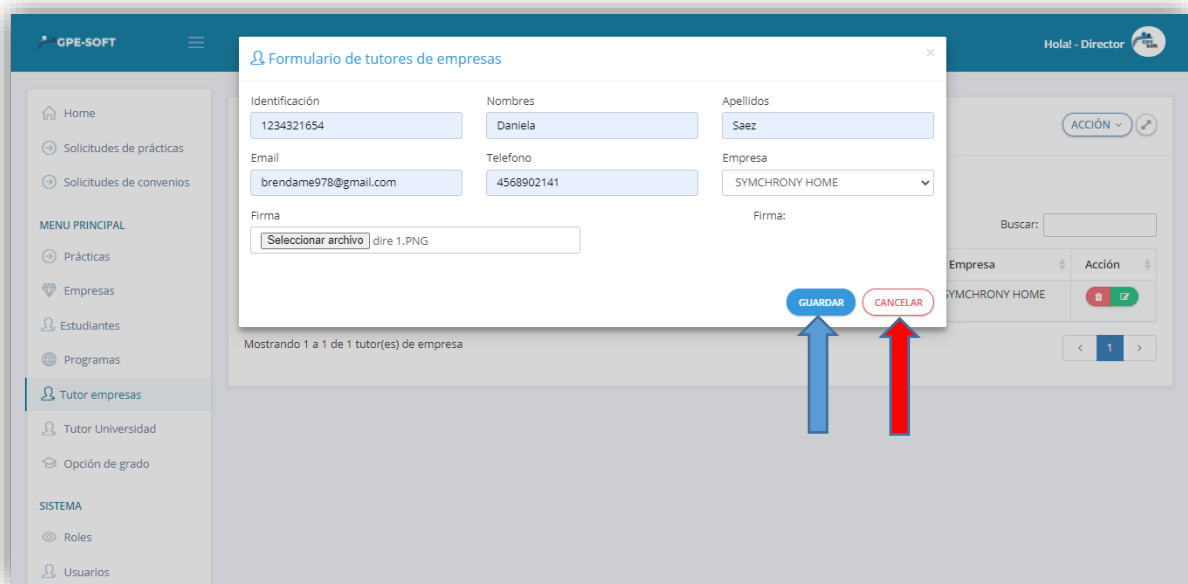 GPE-SOFT
Hola! - Director
Formulario de tutores de empresas
×
Identificación Nombres Apellidos
1234321654 Daniela Saez
Email Telefono Empresa
brendame978@gmail.com 4568902141 SYMCHRONY HOME
Firma Firma:
Seleccionar archivo dire 1.PNG
GUARDAR CANCELAR
Home
Solicitudes de prácticas
Solicitudes de convenios
MENU PRINCIPAL
Prácticas
Empresas
Estudiantes
Programas
Tutor empresas
Tutor Universidad
Opción de grado
SISTEMA
Roles
Usuarios
ACCIÓN
Buscar:
Empresa Acción
SYMCHRONY HOME
Mostrando 1 a 1 de 1 tutor(es) de empresa
< 1 >